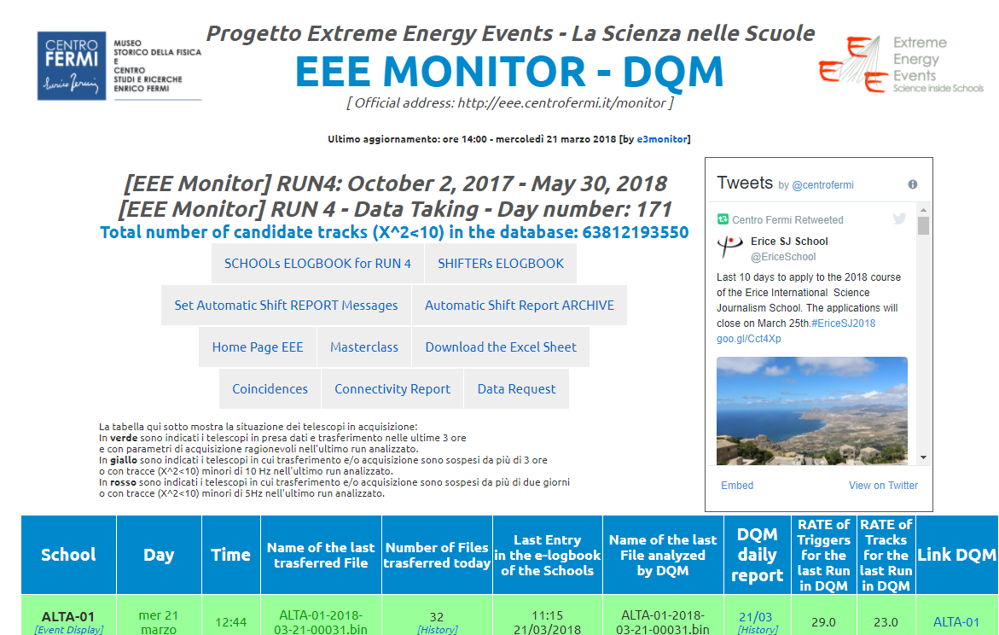 CENTRO
FERMI
MUSEO
STORICO DELLA FISICA
E
CENTRO
STUDI E RICERCHE
ENRICO FERMI
Progetto Extreme Energy Events - La Scienza nelle Scuole
EEE MONITOR - DQM
[ Official address: http://eee.centrofermi.it/monitor ]
EEE
Extreme
Energy
Events
Science inside Schools
Ultimo aggiornamento: ore 14:00 - mercoledì 21 marzo 2018 [by e3monitor]
[EEE Monitor] RUN4: October 2, 2017 - May 30, 2018
[EEE Monitor] RUN 4 - Data Taking - Day number: 171
Total number of candidate tracks (X^2<10) in the database: 63812193550
SCHOOLs ELOGBOOK for RUN 4 SHIFTERs ELOGBOOK
Set Automatic Shift REPORT Messages Automatic Shift Report ARCHIVE
Home Page EEE Masterclass Download the Excel Sheet
Coincidences Connectivity Report Data Request
La tabella qui sotto mostra la situazione dei telescopi in acquisizione:
In verde sono indicati i telescopi in presa dati e trasferimento nelle ultime 3 ore
e con parametri di acquisizione ragionevoli nell'ultimo run analizzato.
In giallo sono indicati i telescopi in cui trasferimento e/o acquisizione sono sospesi da più di 3 ore
o con tracce (X^2<10) minori di 10 Hz nell'ultimo run analizzato.
In rosso sono indicati i telescopi in cui trasferimento e/o acquisizione sono sospesi da più di due giorni
o con tracce (X^2<10) minori di 5Hz nell'ultimo run analizzato.
Tweets by @centrofermi
Centro Fermi Retweeted
Erice SJ School
@EriceSchool
Last 10 days to apply to the 2018 course
of the Erice International Science
Journalism School. The applications will
close on March 25th.#EriceSJ2018
goo.gl/Cct4Xp
Embed View on Twitter
School
Day
Time
Name of the last
trasferred File
Number of Files
trasferred today
Last Entry
in the e-logbook
of the Schools
Name of the last
File analyzed
by DQM
DQM
daily
report
RATE of
Triggers
for the
last Run
in DQM
RATE of
Tracks
for the
last Run
in DQM
Link DQM
ALTA-01
[Event Display]
mer 21
marzo
12:44
ALTA-01-2018-
03-21-00031.bin
32
[History]
11:15
21/03/2018
ALTA-01-2018-
03-21-00031.bin
21/03
[History]
29.0
23.0
ALTA-01